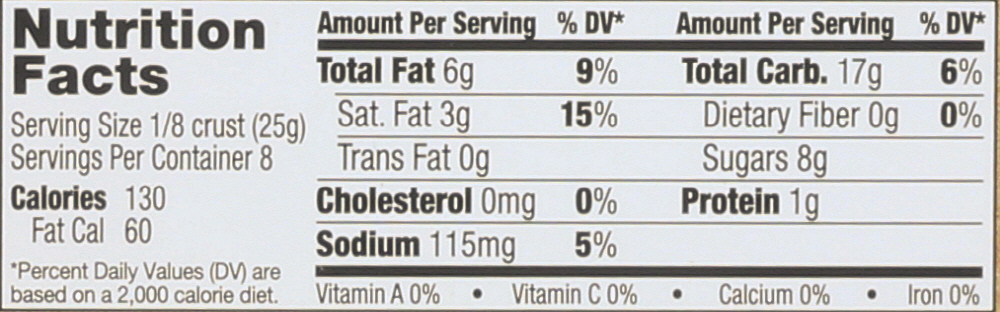 Nutrition
Facts
Serving Size 1/8 crust (25g)
Servings Per Container 8
Calories 130
Fat Cal 60
*Percent Daily Values (DV) are
based on a 2,000 calorie diet.
Amount Per Serving % DV* Amount Per Serving % DV*
Total Fat 6g 9% Total Carb. 17g 6%
Sat. Fat 3g 15% Dietary Fiber 0g 0%
Trans Fat 0g Sugars 8g
Cholesterol 0mg 0% Protein 1g
Sodium 115mg 5%
Vitamin A 0% • Vitamin C 0% • Calcium 0% • Iron 0%